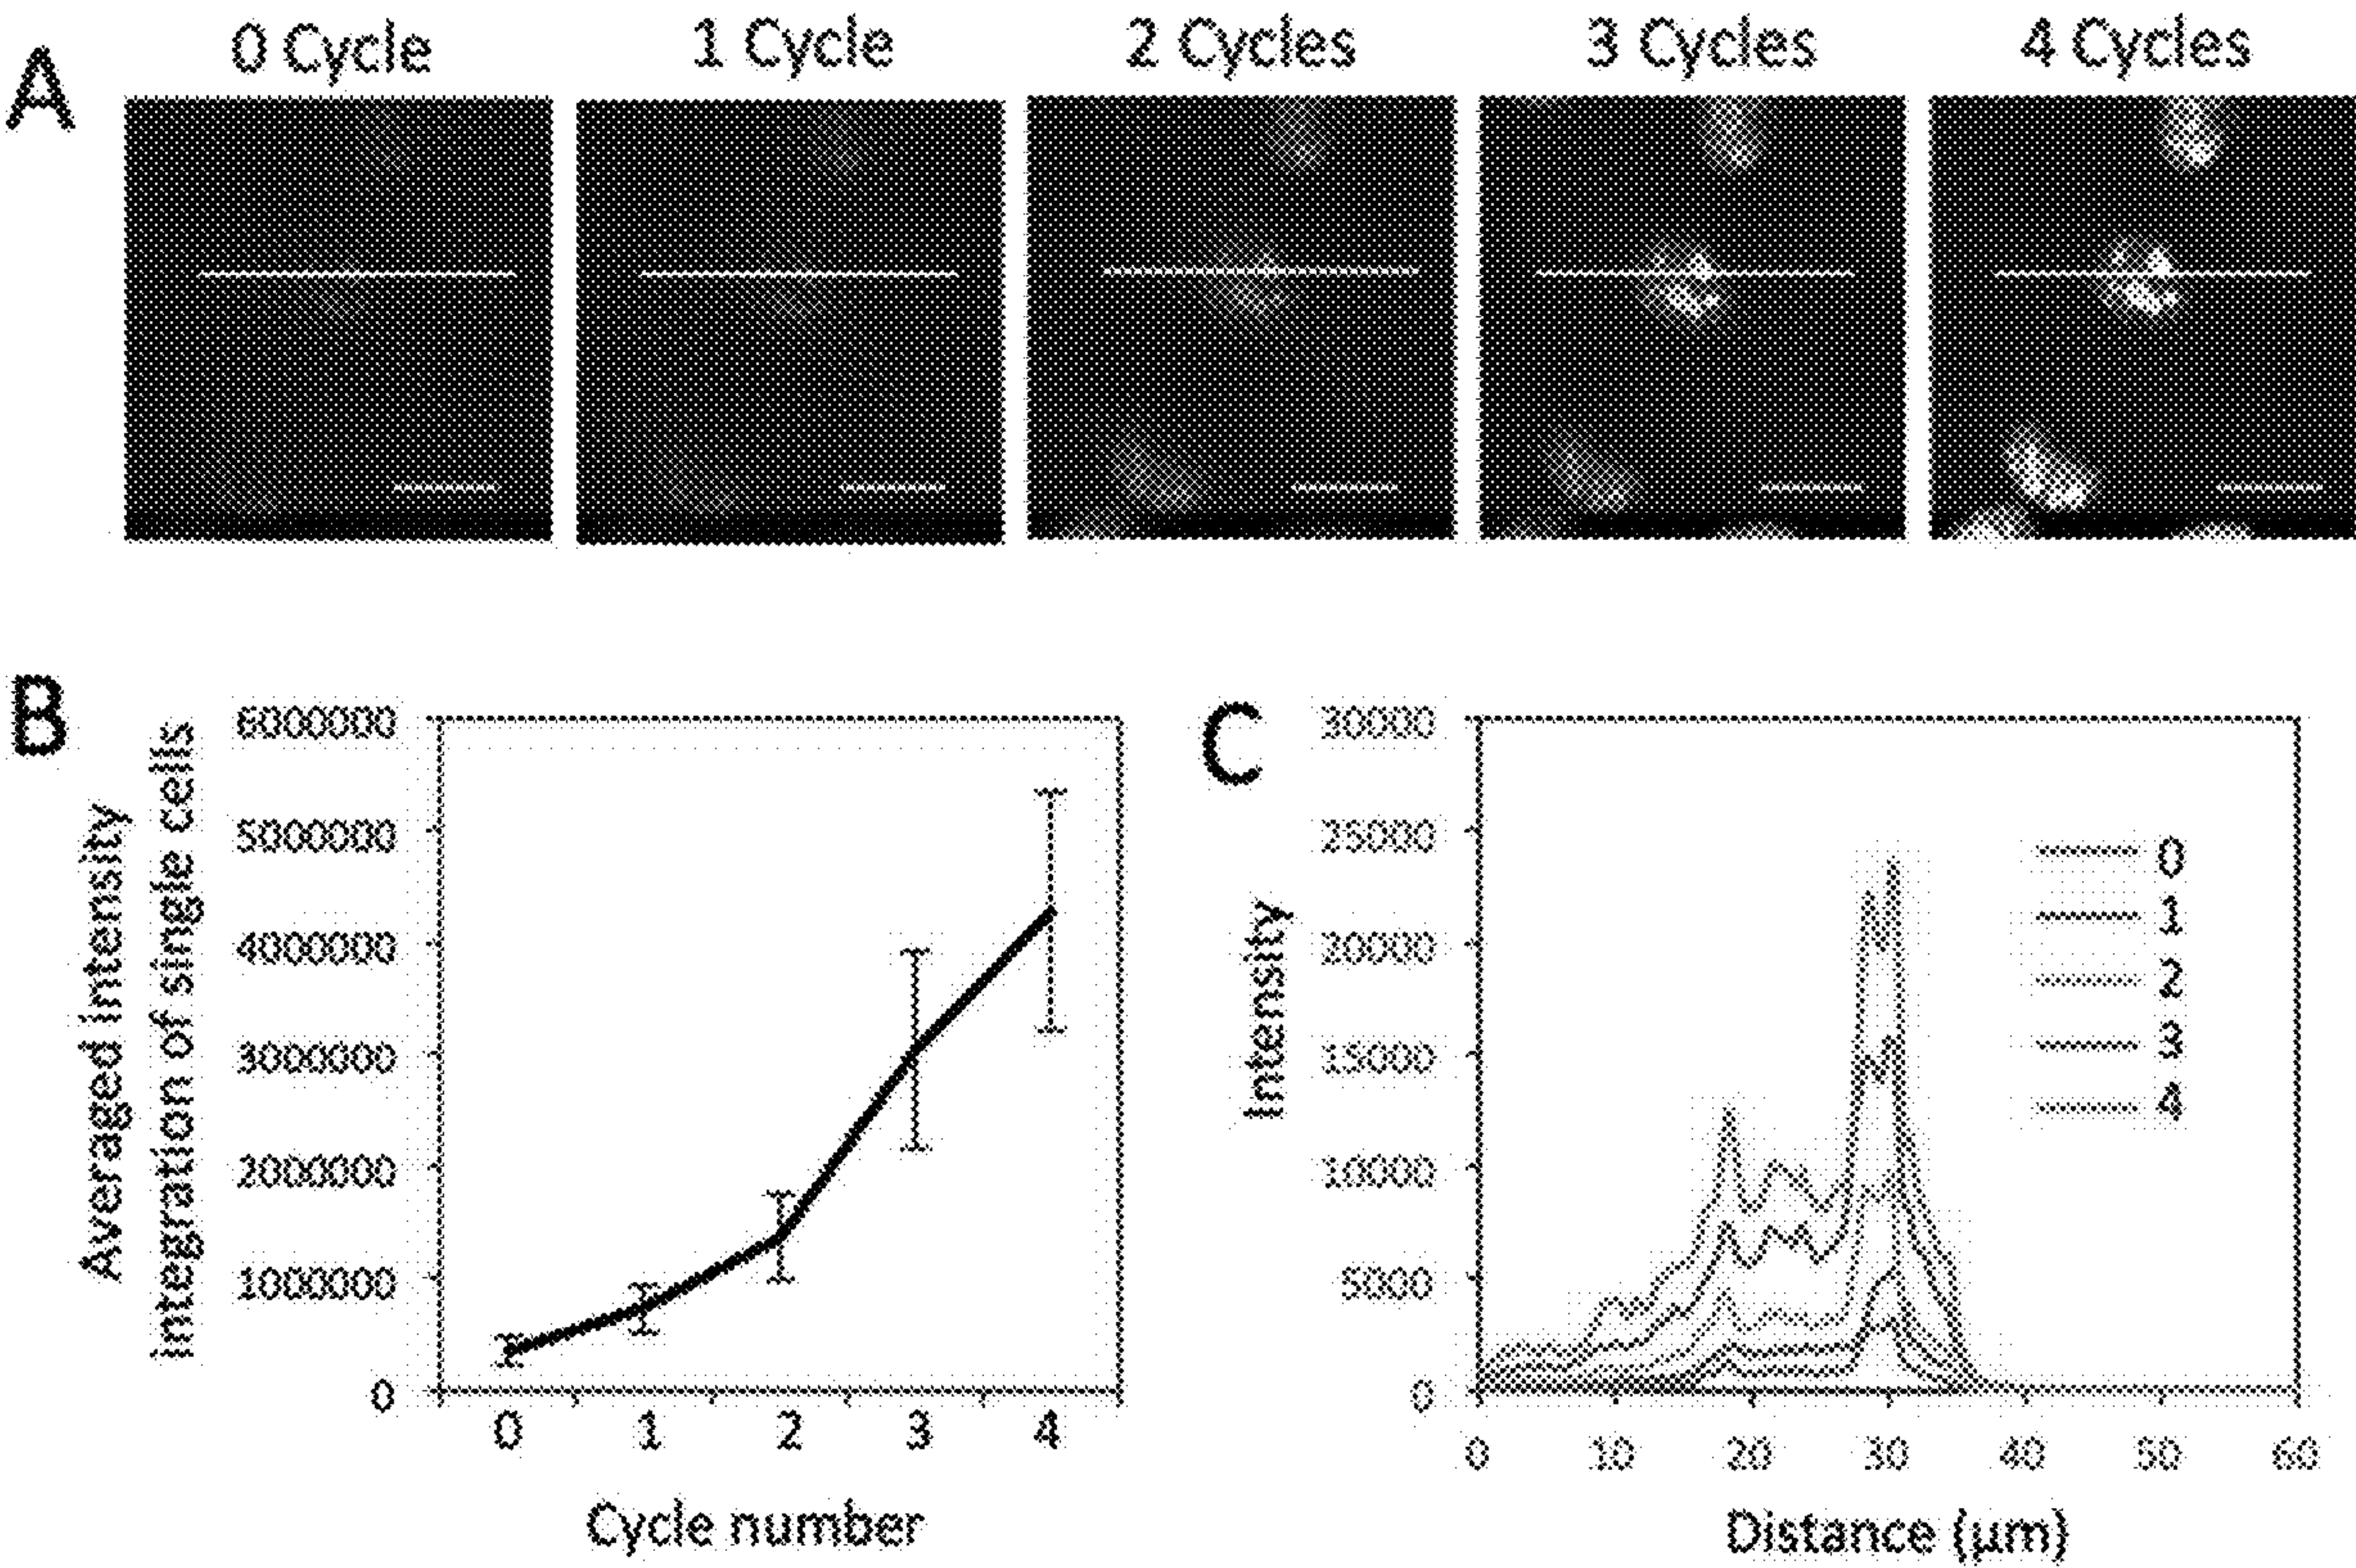 A
0 Cycle
1 Cycle
2 Cycles
3 Cycles
4 Cycles
B
Averaged intensity
integration of single cells
6000000
5000000
4000000
3000000
2000000
1000000
0
0
1
2
3
4
Cycle number
C
Intensity
30000
25000
20000
15000
10000
5000
0
0
10
20
30
40
50
60
Distance (µm)
0
1
2
3
4